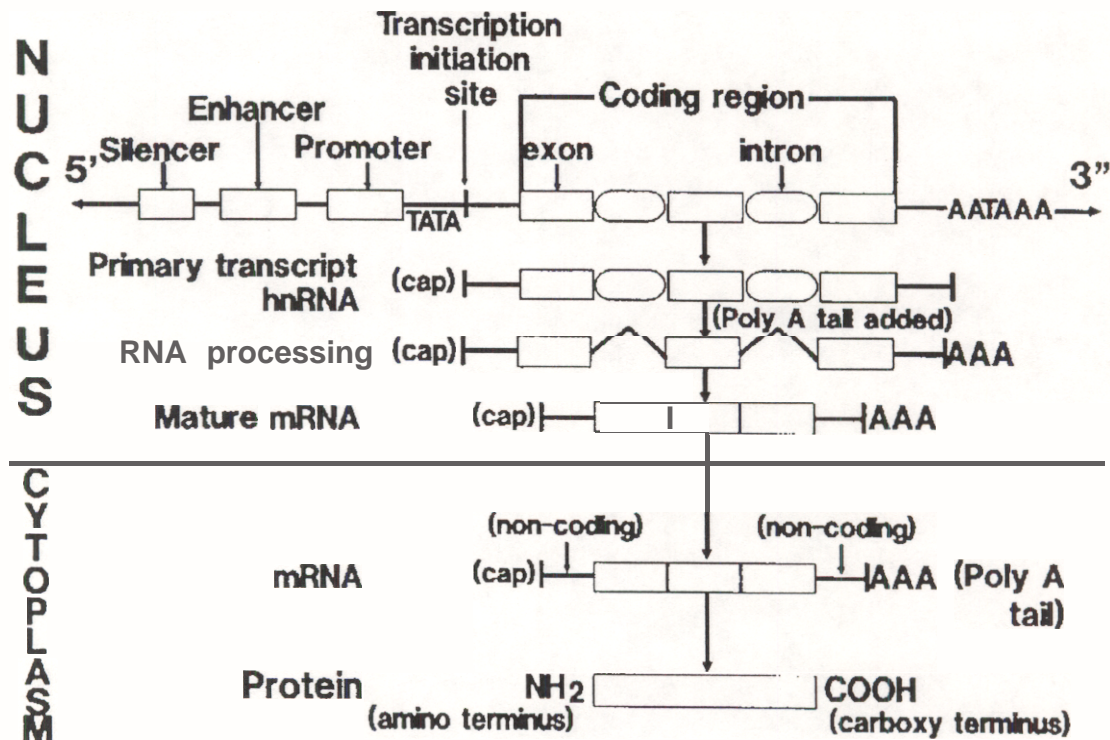 NUCLEUS
Transcription
initiation
site
Coding region
Enhancer
5', Silencer
Promoter
exon
intron
3”
TATA
AATAAA
Primary transcript
hnRNA
(cap)
(Poly A tail added)
RNA processing
(cap)
AAA
Mature mRNA
(cap)
AAA
CYTOPLASM
(non-coding)
(non-coding)
mRNA
(cap)
AAA
(Poly A
tail)
Protein
NH2
COOH
(amino terminus)
(carboxy terminus)